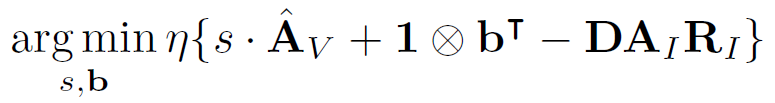 arg min η{s · Â_V + 1 ⊗ b^⊤ − DA_I R_I}
s,b